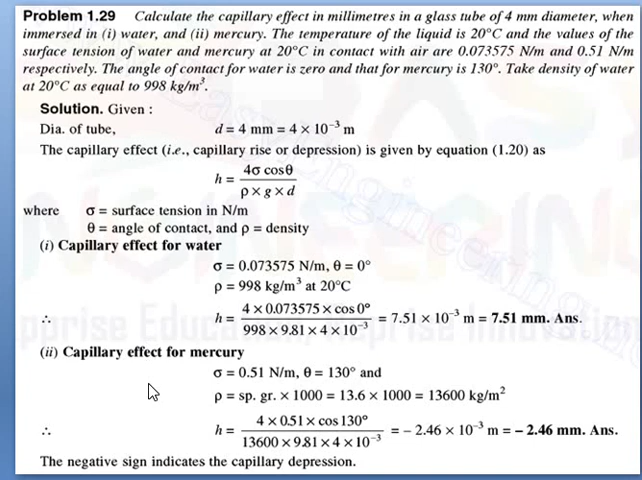 Problem 1.29 Calculate the capillary effect in millimetres in a glass tube of 4 mm diameter, when
immersed in (i) water, and (ii) mercury. The temperature of the liquid is 20°C and the values of the
surface tension of water and mercury at 20°C in contact with air are 0.073575 N/m and 0.51 N/m
respectively. The angle of contact for water is zero and that for mercury is 130°. Take density of water
at 20°C as equal to 998 kg/m³.
Solution. Given :
Dia. of tube, d = 4 mm = 4 × 10⁻³ m
The capillary effect (i.e., capillary rise or depression) is given by equation (1.20) as
h = 4σ cosθ / ρ × g × d
where σ = surface tension in N/m
θ = angle of contact, and ρ = density
(i) Capillary effect for water
σ = 0.073575 N/m, θ = 0°
ρ = 998 kg/m³ at 20°C
∴ h = 4 × 0.073575 × cos 0° / 998 × 9.81 × 4 × 10⁻³ = 7.51 × 10⁻³ m = 7.51 mm. Ans.
(ii) Capillary effect for mercury
σ = 0.51 N/m, θ = 130° and
ρ = sp. gr. × 1000 = 13.6 × 1000 = 13600 kg/m²
∴ h = 4 × 0.51 × cos 130° / 13600 × 9.81 × 4 × 10⁻³ = – 2.46 × 10⁻³ m = – 2.46 mm. Ans.
The negative sign indicates the capillary depression.